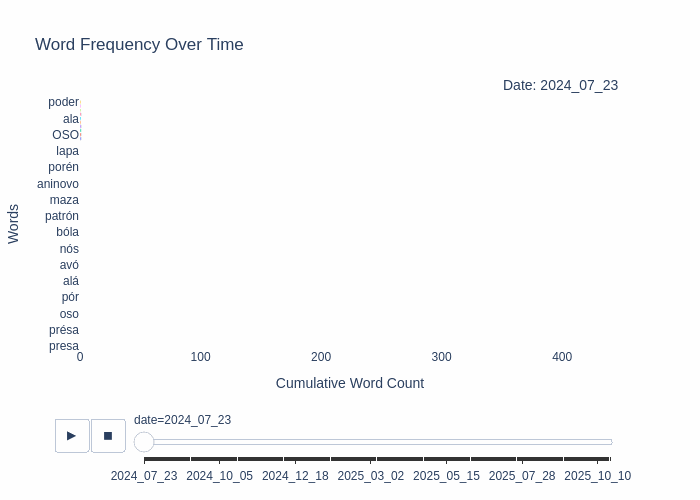 Word Frequency Over Time
Date: 2024_07_23
poder
ala
OSO
lapa
porén
aninovo
maza
patrón
bóla
nós
avó
alá
pór
oso
présa
presa
Words
0 100 200 300 400
Cumulative Word Count
date=2024_07_23
2024_07_23 2024_10_05 2024_12_18 2025_03_02 2025_05_15 2025_07_28 2025_10_10